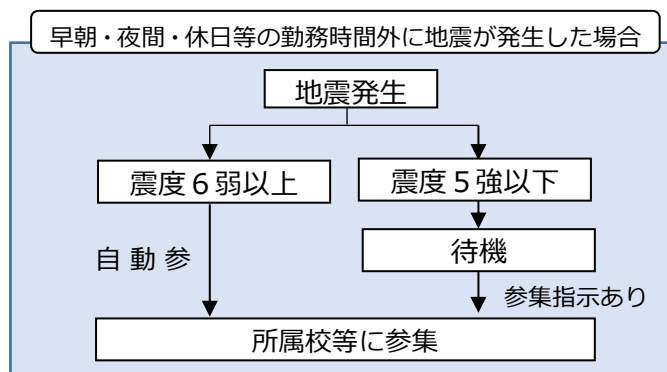 早朝・夜間・休日等の勤務時間外に地震が発生した場合
地震発生
震度６弱以上
震度５強以下
待機
自 動 参
参集指示あり
所属校等に参集